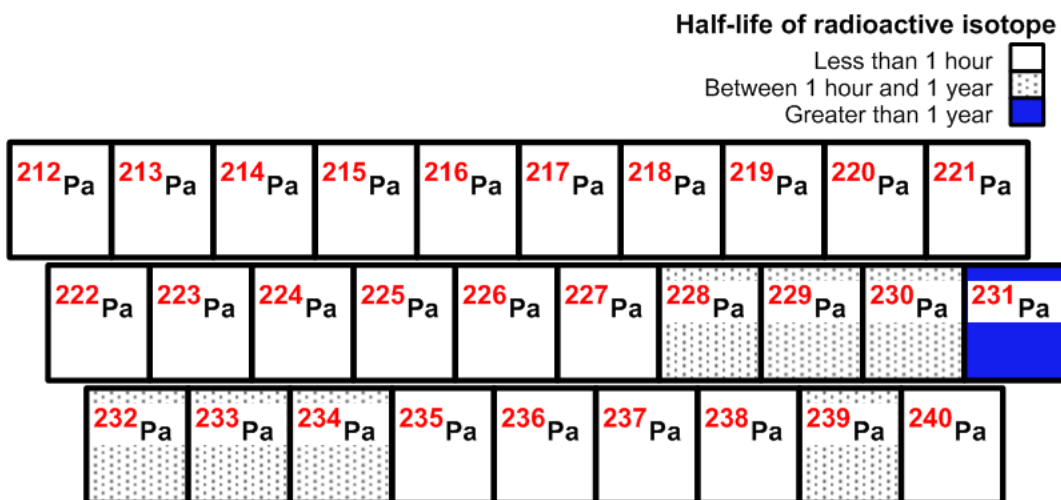 Half-life of radioactive isotope
Less than 1 hour
Between 1 hour and 1 year
Greater than 1 year
212Pa 213Pa 214Pa 215Pa 216Pa 217Pa 218Pa 219Pa 220Pa 221Pa
222Pa 223Pa 224Pa 225Pa 226Pa 227Pa 228Pa 229Pa 230Pa 231Pa
232Pa 233Pa 234Pa 235Pa 236Pa 237Pa 238Pa 239Pa 240Pa